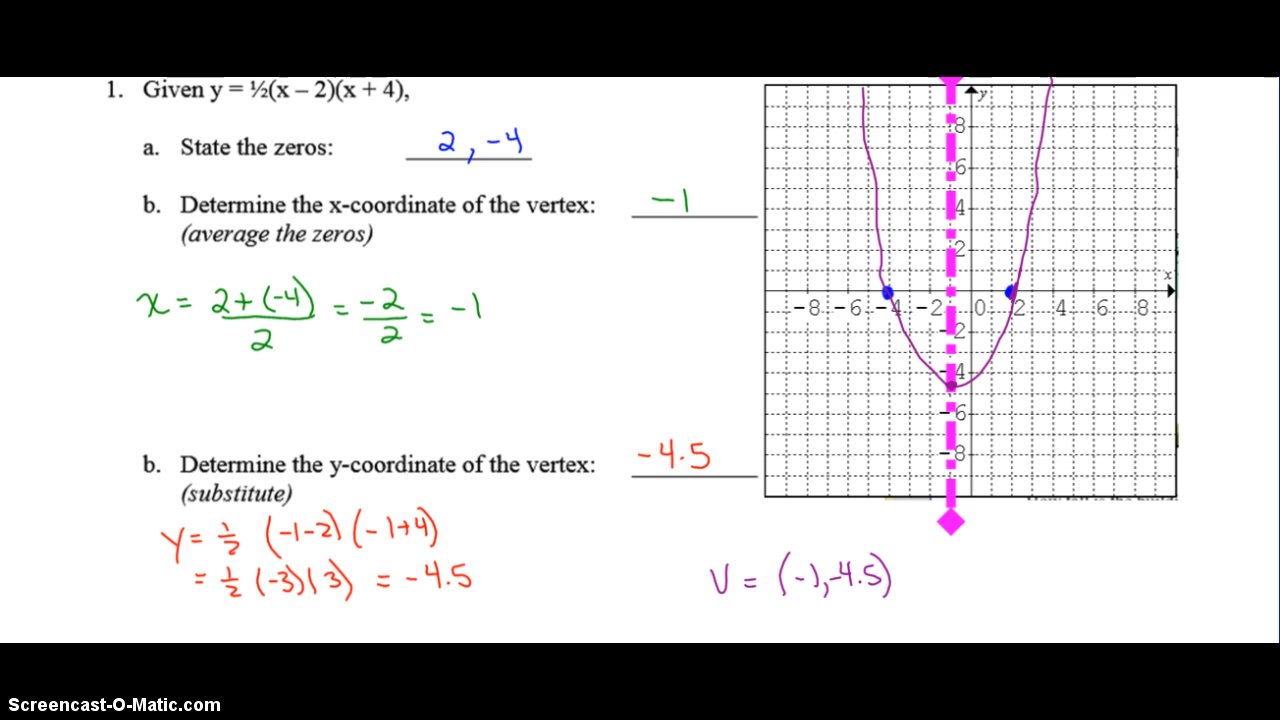 1. Given y = ½(x – 2)(x + 4),
a. State the zeros: 2, -4
b. Determine the x-coordinate of the vertex: -1
(average the zeros)
x = 2+(-4)/2 = -2/2 = -1
b. Determine the y-coordinate of the vertex: -4.5
(substitute)
y = 1/2 (-1-2)(-1+4)
= 1/2 (-3)(3) = -4.5
y
8
6
4
2
x
-8 -6 -4 -2 0 2 4 6 8
-2
-4
-6
-8
V = (-1,-4.5)
Screencast-O-Matic.com